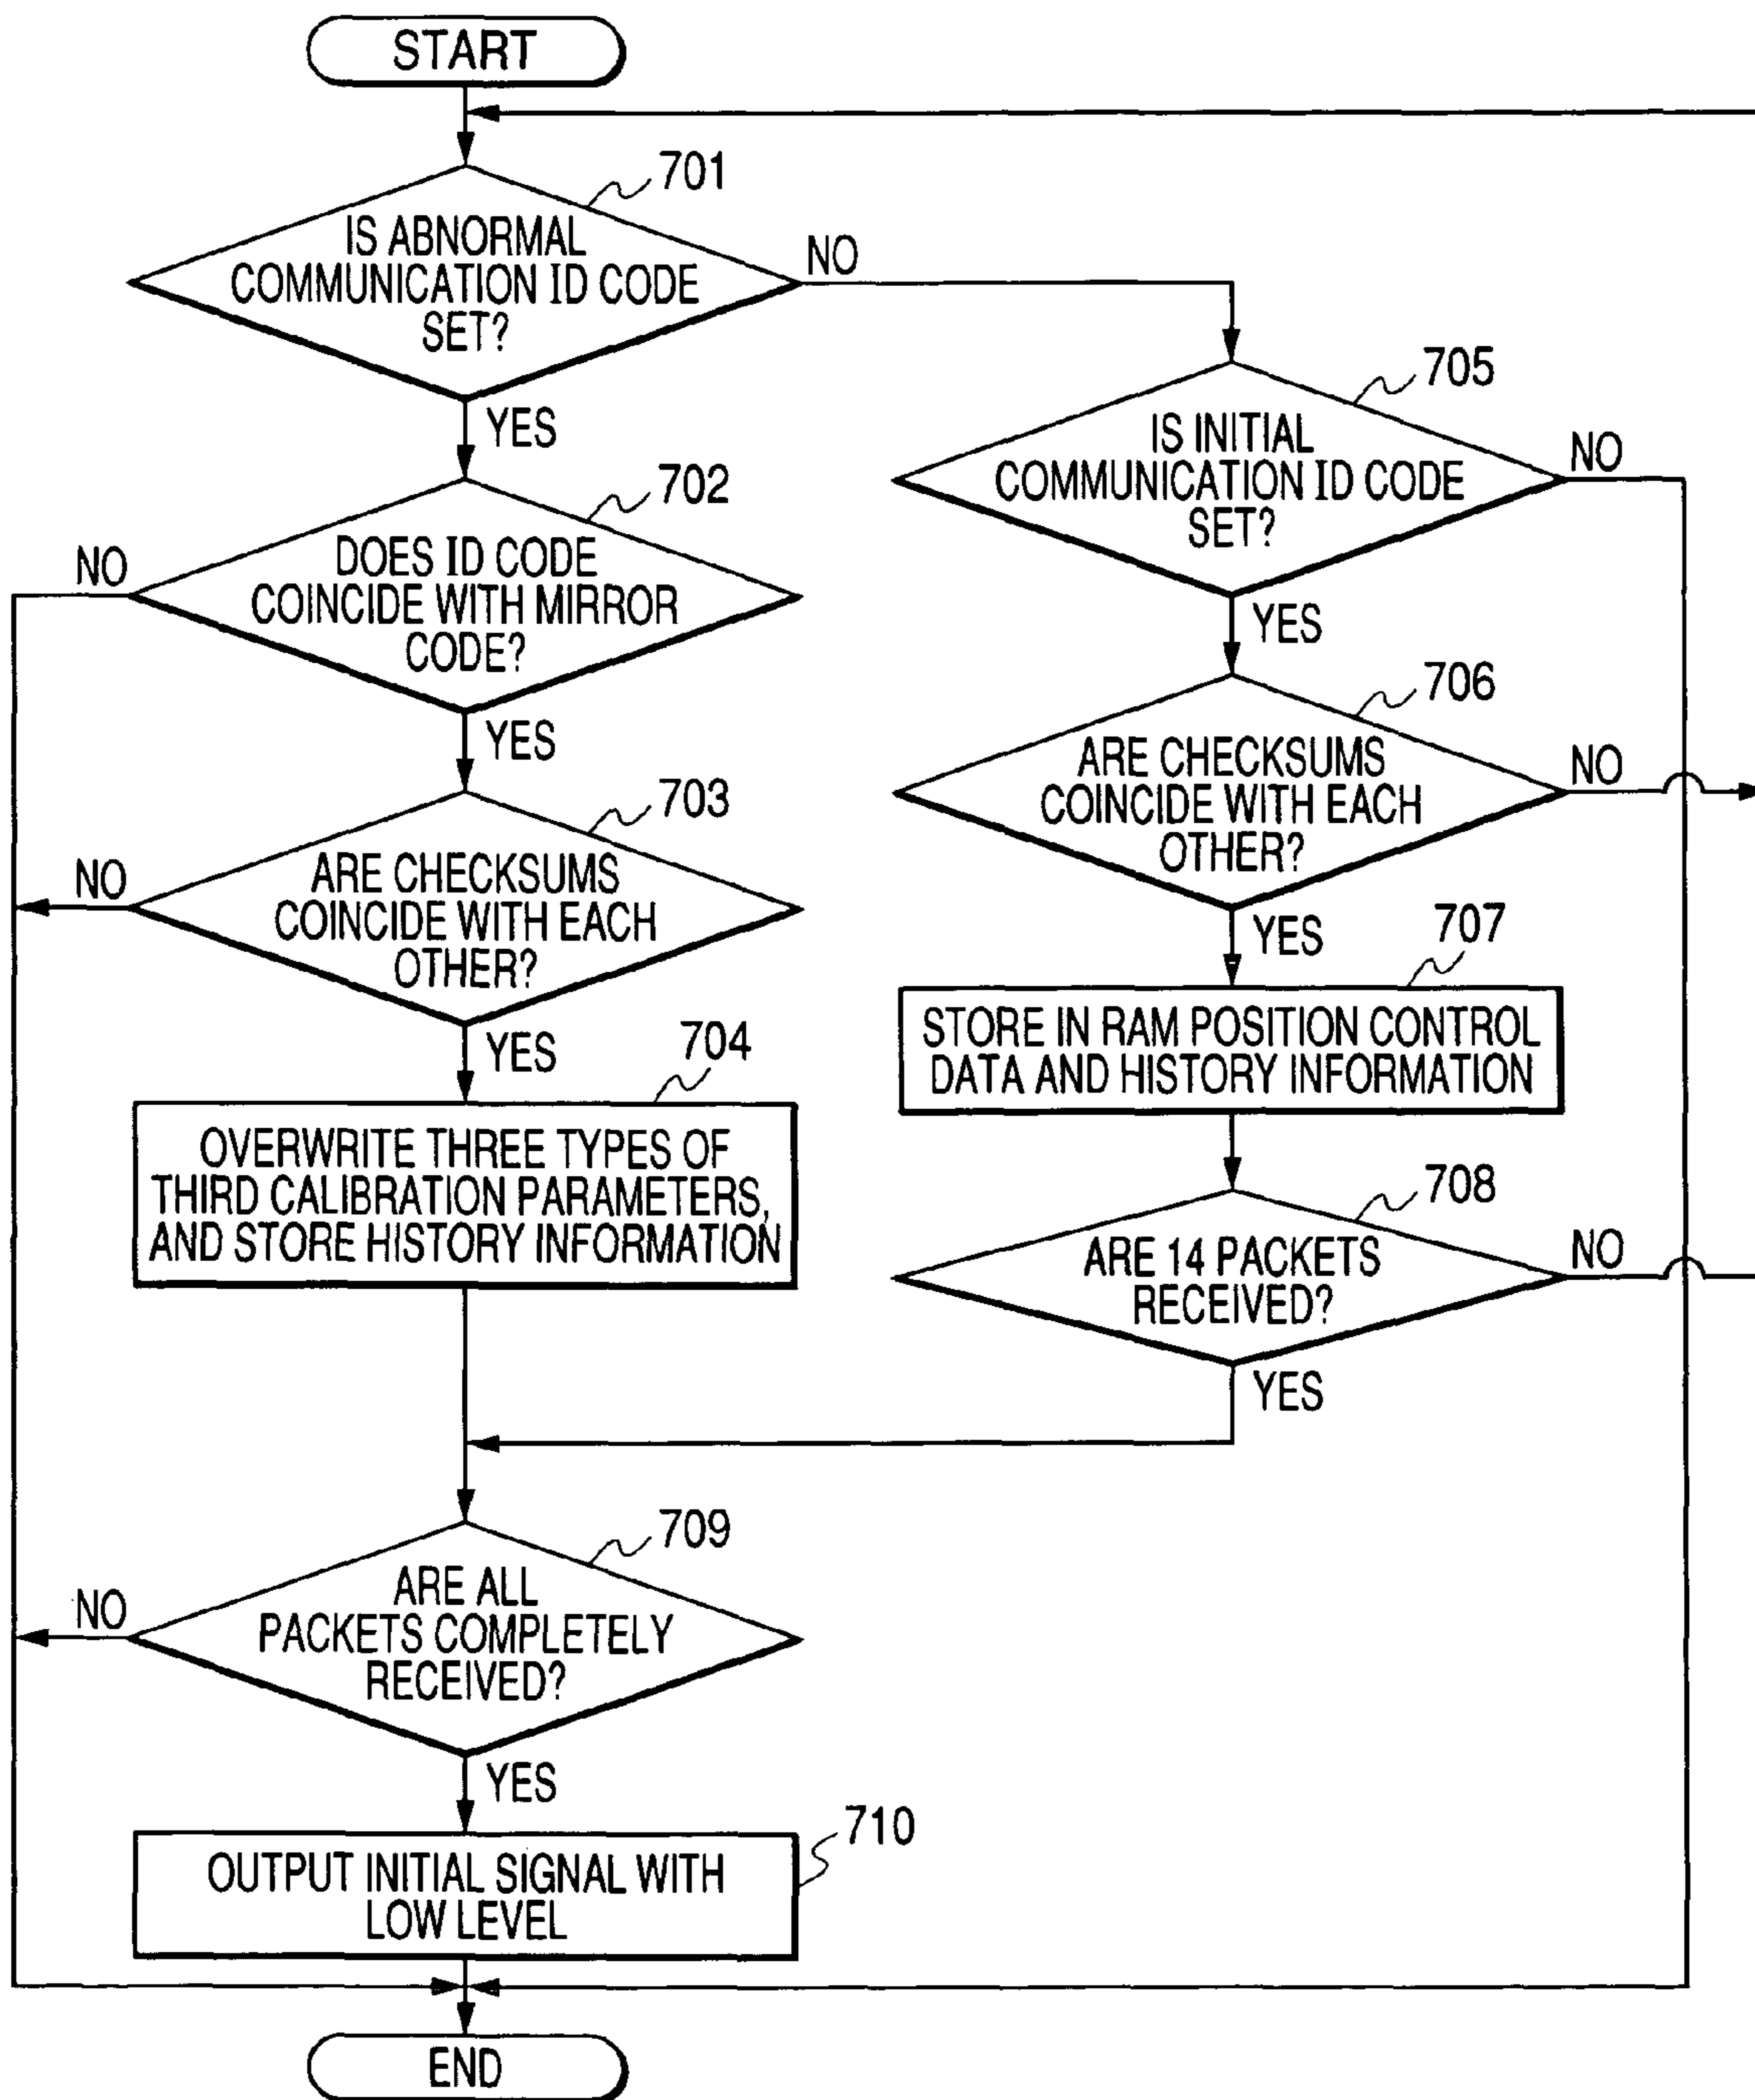 START
701
IS ABNORMAL
COMMUNICATION ID CODE
SET?
NO
YES
702
DOES ID CODE
COINCIDE WITH MIRROR
CODE?
NO
YES
703
ARE CHECKSUMS
COINCIDE WITH EACH
OTHER?
NO
YES
704
OVERWRITE THREE TYPES OF
THIRD CALIBRATION PARAMETERS,
AND STORE HISTORY INFORMATION
705
IS INITIAL
COMMUNICATION ID CODE
SET?
NO
YES
706
ARE CHECKSUMS
COINCIDE WITH EACH
OTHER?
NO
YES
707
STORE IN RAM POSITION CONTROL
DATA AND HISTORY INFORMATION
708
ARE 14 PACKETS
RECEIVED?
NO
YES
709
ARE ALL
PACKETS COMPLETELY
RECEIVED?
NO
YES
710
OUTPUT INITIAL SIGNAL WITH
LOW LEVEL
END